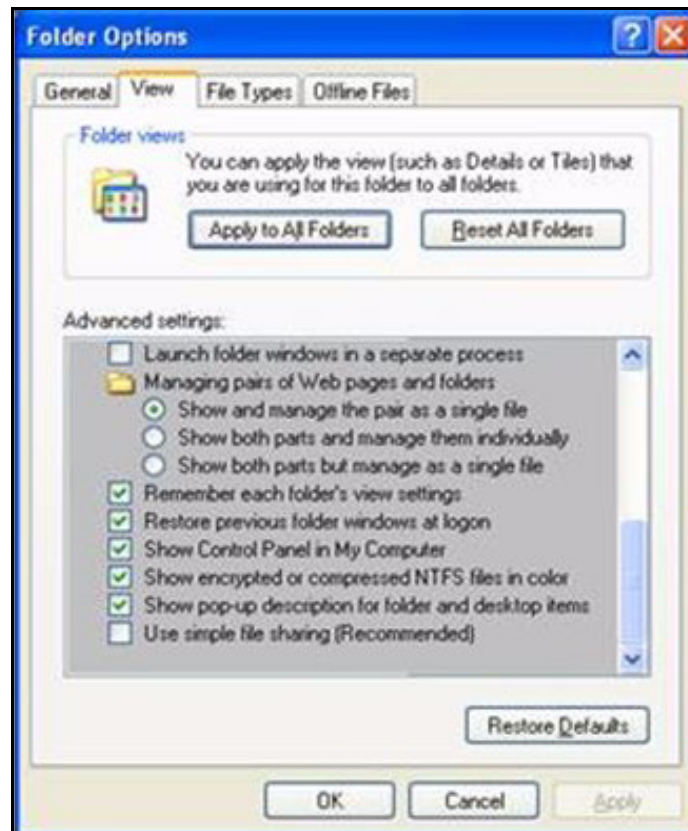 Folder Options
General View File Types Offline Files
Folder views
You can apply the view (such as Details or Tiles) that
you are using for this folder to all folders.
Apply to All Folders Reset All Folders
Advanced settings:
Launch folder windows in a separate process
Managing pairs of Web pages and folders
Show and manage the pair as a single file
Show both parts and manage them individually
Show both parts but manage as a single file
Remember each folder's view settings
Restore previous folder windows at logon
Show Control Panel in My Computer
Show encrypted or compressed NTFS files in color
Show pop-up description for folder and desktop items
Use simple file sharing (Recommended)
Restore Defaults
OK Cancel Apply